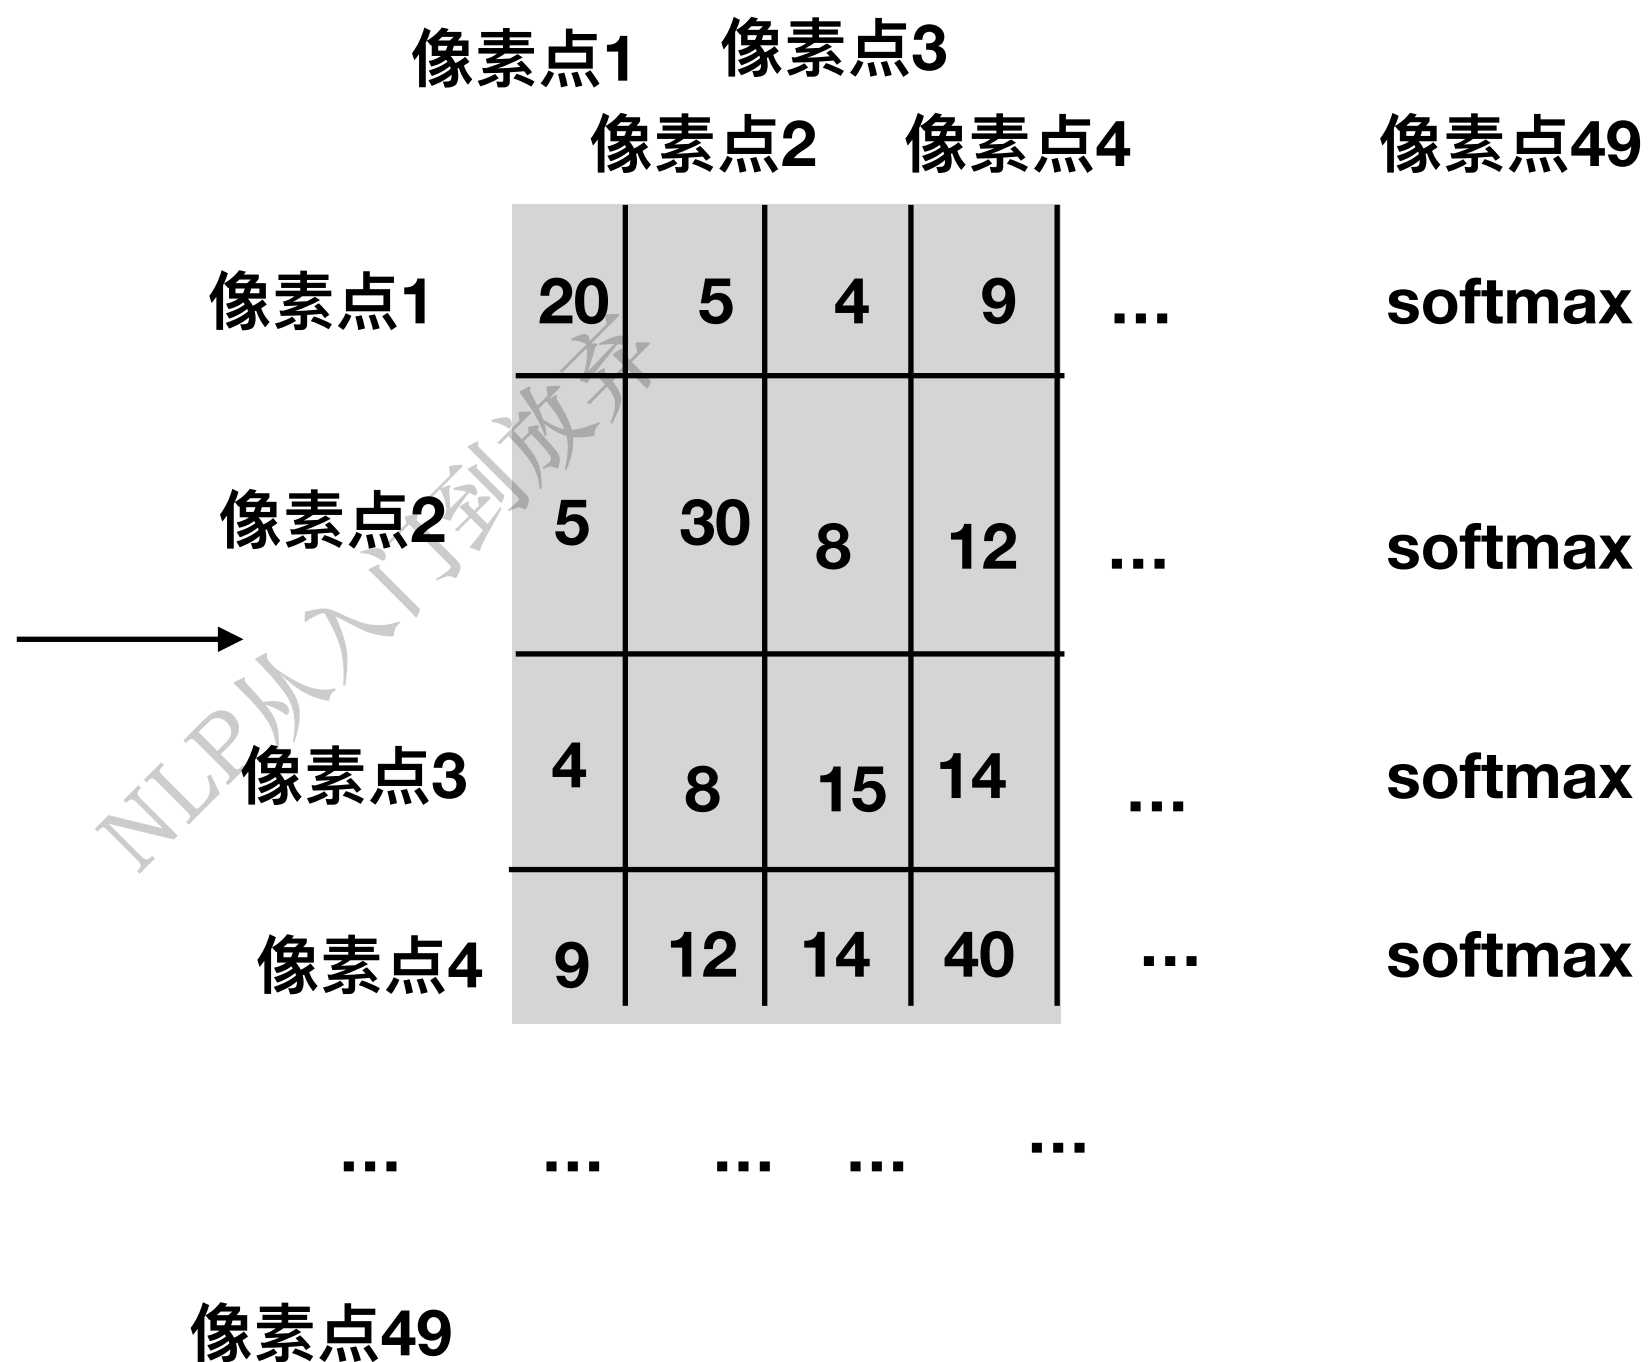 像素点1 像素点3
像素点2 像素点4 像素点49
像素点1 20 5 4 9 ... softmax
像素点2 5 30 8 12 ... softmax
像素点3 4 8 15 14 ... softmax
像素点4 9 12 14 40 ... softmax
... ... ... ... ...
像素点49
NLP从入门到放弃